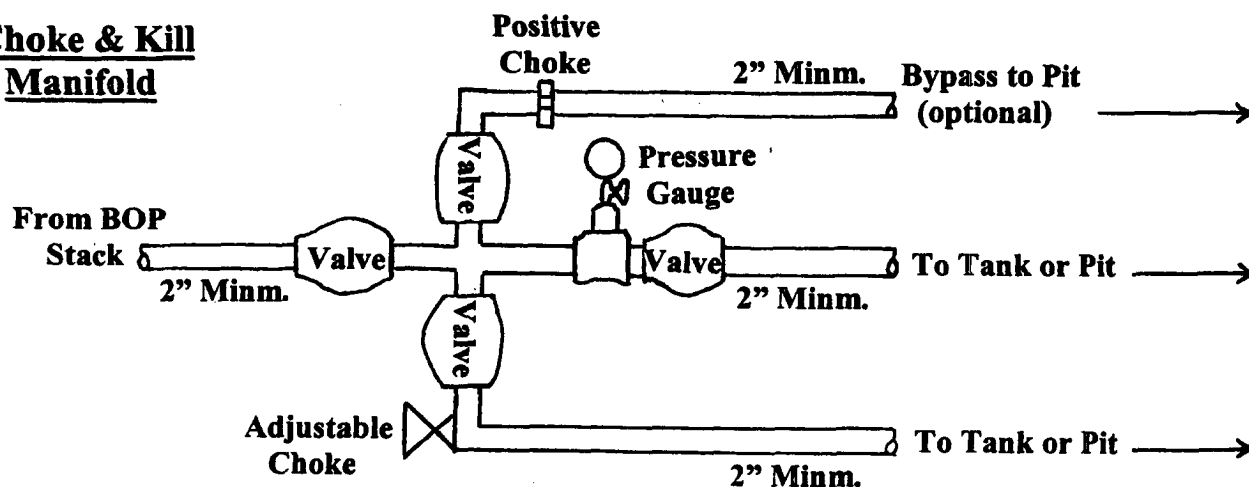 Choke & Kill
Manifold
Positive
Choke
2” Minm.
Bypass to Pit
(optional)
Valve
Pressure
Gauge
From BOP
Stack
2” Minm.
Valve
Valve
2” Minm.
To Tank or Pit
Valve
Adjustable
Choke
2” Minm.
To Tank or Pit